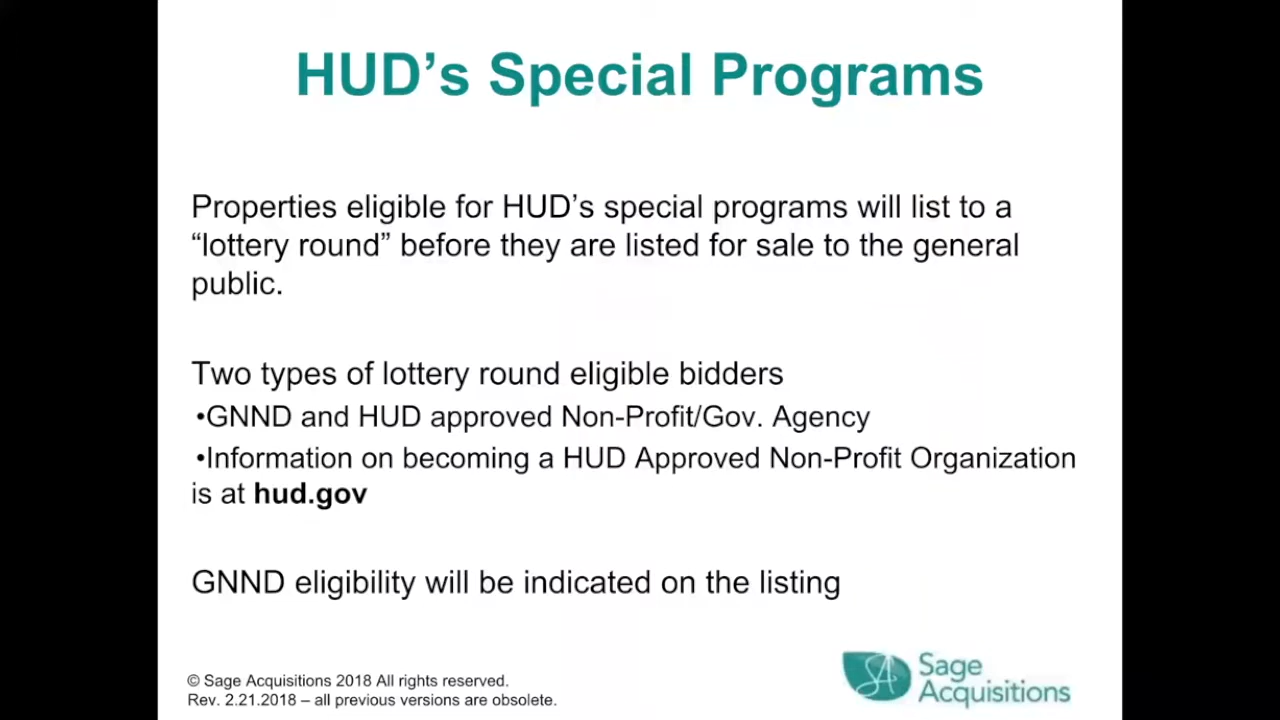 HUD’s Special Programs
Properties eligible for HUD’s special programs will list to a
“lottery round” before they are listed for sale to the general
public.
Two types of lottery round eligible bidders
•GNND and HUD approved Non-Profit/Gov. Agency
•Information on becoming a HUD Approved Non-Profit Organization
is at hud.gov
GNND eligibility will be indicated on the listing
© Sage Acquisitions 2018 All rights reserved.
Rev. 2.21.2018 – all previous versions are obsolete.
SA
Sage
Acquisitions